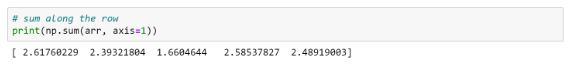 # sum along the row
print(np.sum(arr, axis=1))
[ 2.61760229  2.39321804  1.6604644   2.58537827  2.48919003]